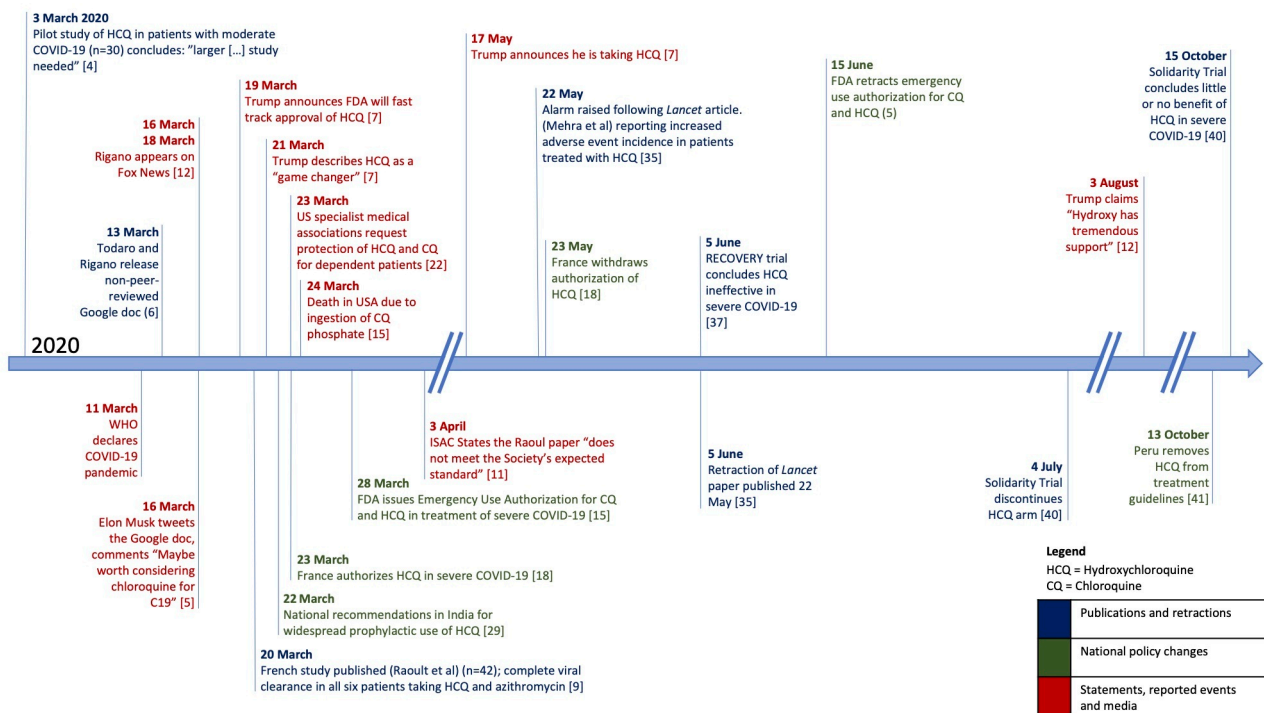 3 March 2020
Pilot study of HCQ in patients with moderate
COVID-19 (n=30) concludes: ”larger […] study
needed” [4]
16 March
18 March
Rigano appears on
Fox News [12]
13 March
Todaro and
Rigano release
non-peer-
reviewed
Google doc (6)
19 March
Trump announces FDA will fast
track approval of HCQ [7]
21 March
Trump describes HCQ as a
“game changer” [7]
23 March
US specialist medical
associations request
protection of HCQ and CQ
for dependent patients [22]
24 March
Death in USA due to
ingestion of CQ
phosphate [15]
17 May
Trump announces he is taking HCQ [7]
22 May
Alarm raised following Lancet article.
(Mehra et al) reporting increased
adverse event incidence in patients
treated with HCQ [35]
23 May
France withdraws
authorization of
HCQ [18]
5 June
RECOVERY trial
concludes HCQ
ineffective in
severe COVID-19
[37]
15 June
FDA retracts emergency
use authorization for CQ
and HCQ (5)
3 August
Trump claims
“Hydroxy has
tremendous
support” [12]
15 October
Solidarity Trial
concludes little
or no benefit of
HCQ in severe
COVID-19 [40]
2020
11 March
WHO
declares
COVID-19
pandemic
16 March
Elon Musk tweets
the Google doc,
comments “Maybe
worth considering
chloroquine for
C19” [5]
20 March
French study published (Raoult et al) (n=42); complete viral
clearance in all six patients taking HCQ and azithromycin [9]
22 March
National recommendations in India for
widespread prophylactic use of HCQ [29]
23 March
France authorizes HCQ in severe COVID-19 [18]
28 March
FDA issues Emergency Use Authorization for CQ
and HCQ in treatment of severe COVID-19 [15]
3 April
ISAC States the Raoul paper “does
not meet the Society’s expected
standard” [11]
5 June
Retraction of Lancet
paper published 22
May [35]
4 July
Solidarity Trial
discontinues
HCQ arm [40]
13 October
Peru removes
HCQ from
treatment
guidelines [41]
Legend
HCQ = Hydroxychloroquine
CQ = Chloroquine
Publications and retractions
National policy changes
Statements, reported events
and media